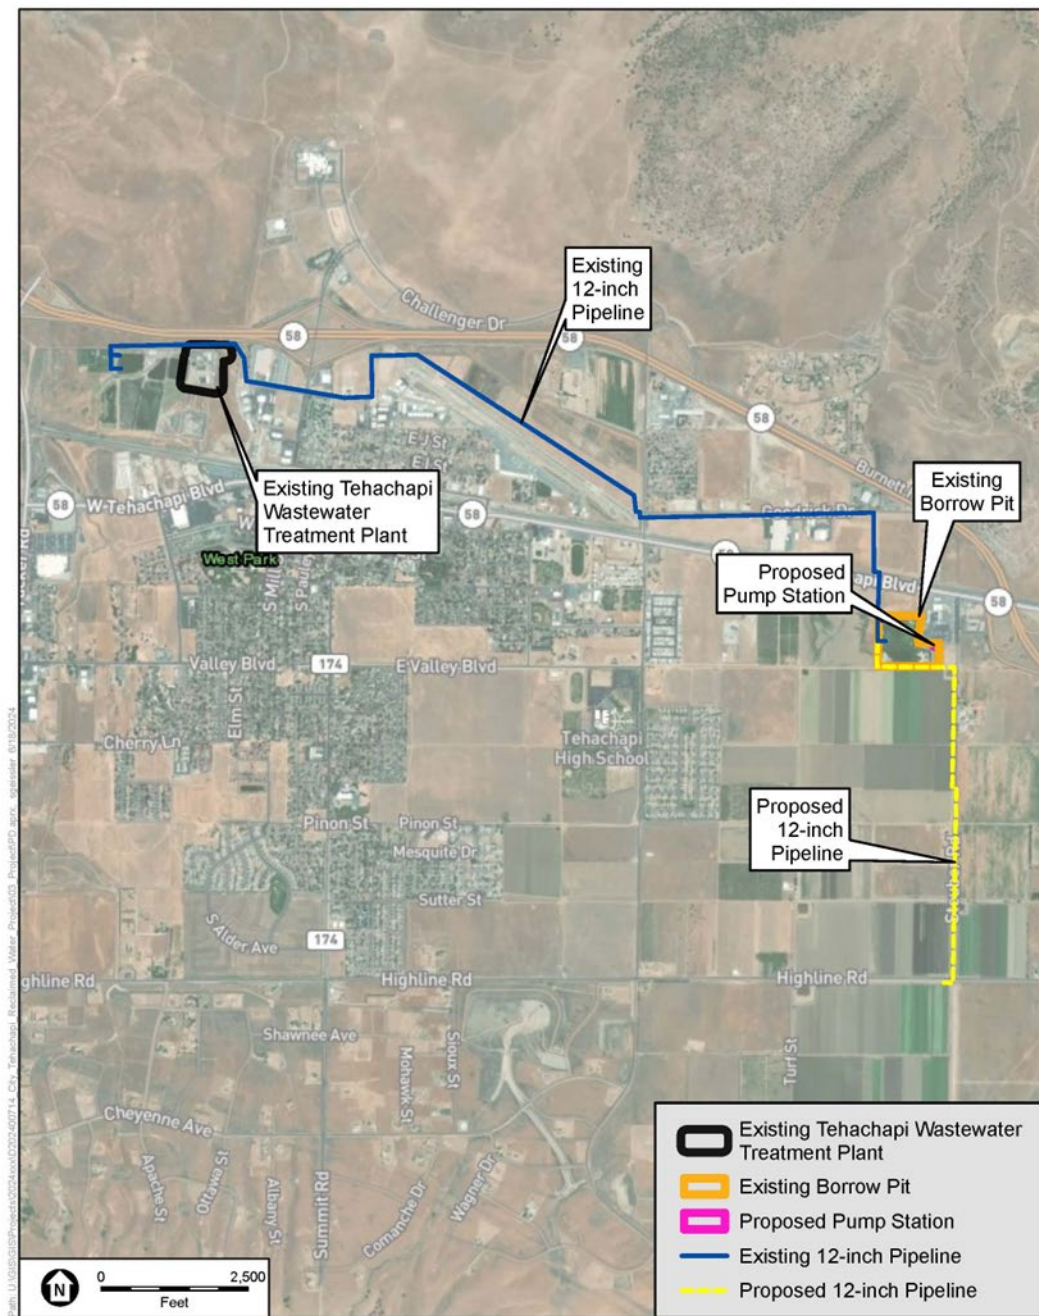 Challenger Dr
58
Existing
12-inch
Pipeline
58
58
E J St
Existing Tehachapi
Wastewater
Treatment Plant
W-Tehachapi Blvd
58
58
West Park
S Mill
Burnett
Goodrick Dr
Existing
Borrow Pit
Proposed
Pump Station
58
Valley Blvd
174
E Valley Blvd
Elm St
Cherry Ln
Tehachapi
High School
Proposed
12-inch
Pipeline
Pinon St
Pinon St
Mesquite Dr
Sutter St
S Alder Ave
174
ghline Rd
Highline Rd
Highline Rd
Shawnee Ave
Sioux St
Mohawk St
Turf St
Cheyenne Ave
Apache St
Ottawa St
Albany St
Summit Rd
Comanche Dr
Wagner Dr
Existing Tehachapi Wastewater
Treatment Plant
Existing Borrow Pit
Proposed Pump Station
Existing 12-inch Pipeline
Proposed 12-inch Pipeline
N
0 2,500
Feet